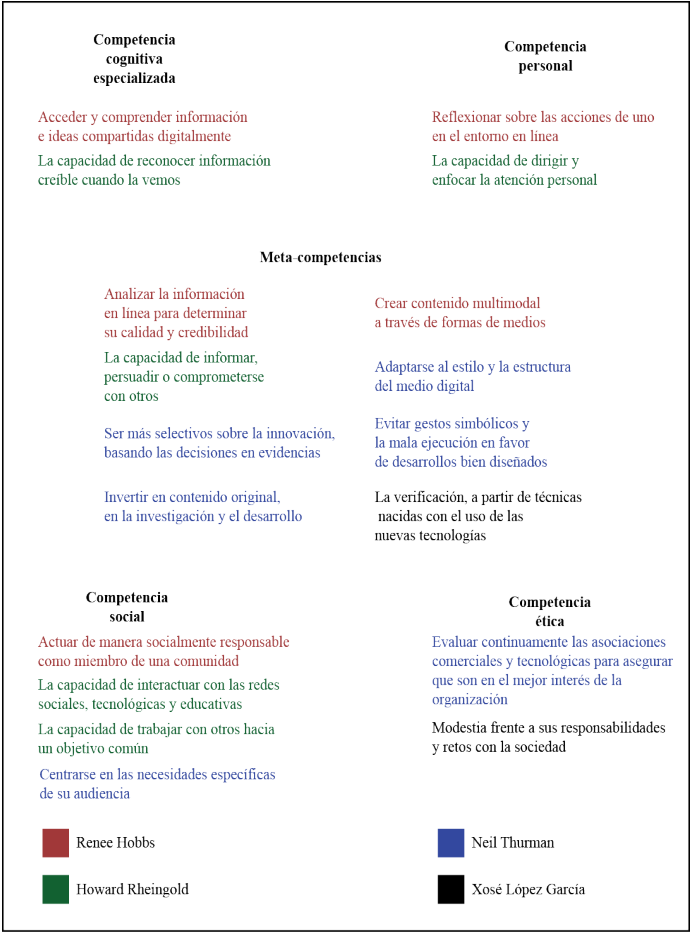 Competencia
cognitiva
especializada
Acceder y comprender información
e ideas compartidas digitalmente
La capacidad de reconocer información
creíble cuando la vemos
Competencia
personal
Reflexionar sobre las acciones de uno
en el entorno en línea
La capacidad de dirigir y
enfocar la atención personal
Meta-competencias
Analizar la información
en línea para determinar
su calidad y credibilidad
La capacidad de informar,
persuadir o comprometerse
con otros
Ser más selectivos sobre la innovación,
basando las decisiones en evidencias
Invertir en contenido original,
en la investigación y el desarrollo
Crear contenido multimodal
a través de formas de medios
Adaptarse al estilo y la estructura
del medio digital
Evitar gestos simbólicos y
la mala ejecución en favor
de desarrollos bien diseñados
La verificación, a partir de técnicas
nacidas con el uso de las
nuevas tecnologías
Competencia
social
Actuar de manera socialmente responsable
como miembro de una comunidad
La capacidad de interactuar con las redes
sociales, tecnológicas y educativas
La capacidad de trabajar con otros hacia
un objetivo común
Centrarse en las necesidades específicas
de su audiencia
Competencia
ética
Evaluar continuamente las asociaciones
comerciales y tecnológicas para asegurar
que son en el mejor interés de la
organización
Modestia frente a sus responsabilidades
y retos con la sociedad
Renee Hobbs
Howard Rheingold
Neil Thurman
Xosé López García